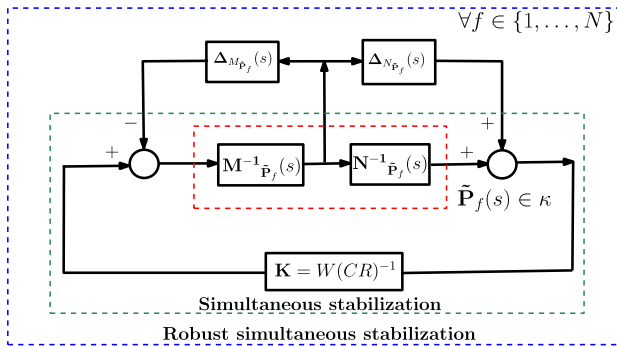 ∀f ∈ {1, . . . , N}
Δ_{M_{P̃_f}}(s)
Δ_{N_{P̃_f}}(s)
−
+
+
+
M^{-1}_{P̃_f}(s)
N^{-1}_{P̃_f}(s)
P̃_f(s) ∈ κ
K = W(CR)^{-1}
Simultaneous stabilization
Robust simultaneous stabilization